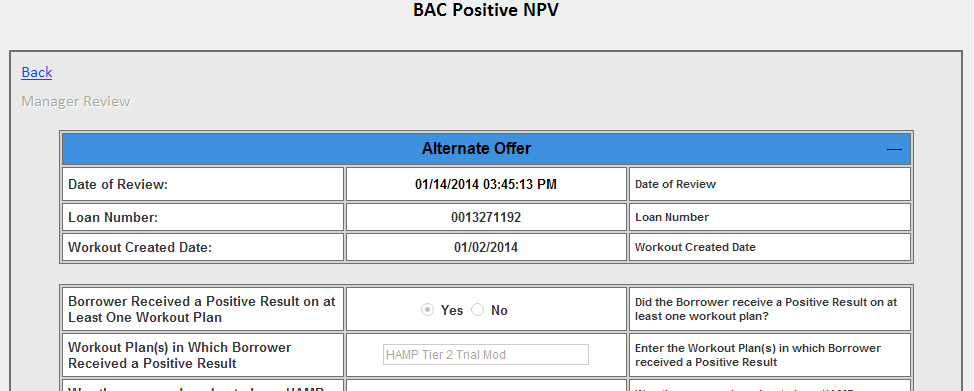 BAC Positive NPV
Back
Manager Review
Alternate Offer —
Date of Review: 01/14/2014 03:45:13 PM Date of Review
Loan Number: 0013271192 Loan Number
Workout Created Date: 01/02/2014 Workout Created Date
Borrower Received a Positive Result on at
Least One Workout Plan
Yes No
Did the Borrower receive a Positive Result on at
least one workout plan?
Workout Plan(s) in Which Borrower
Received a Positive Result
HAMP Tier 2 Trial Mod
Enter the Workout Plan(s) in which Borrower
received a Positive Result